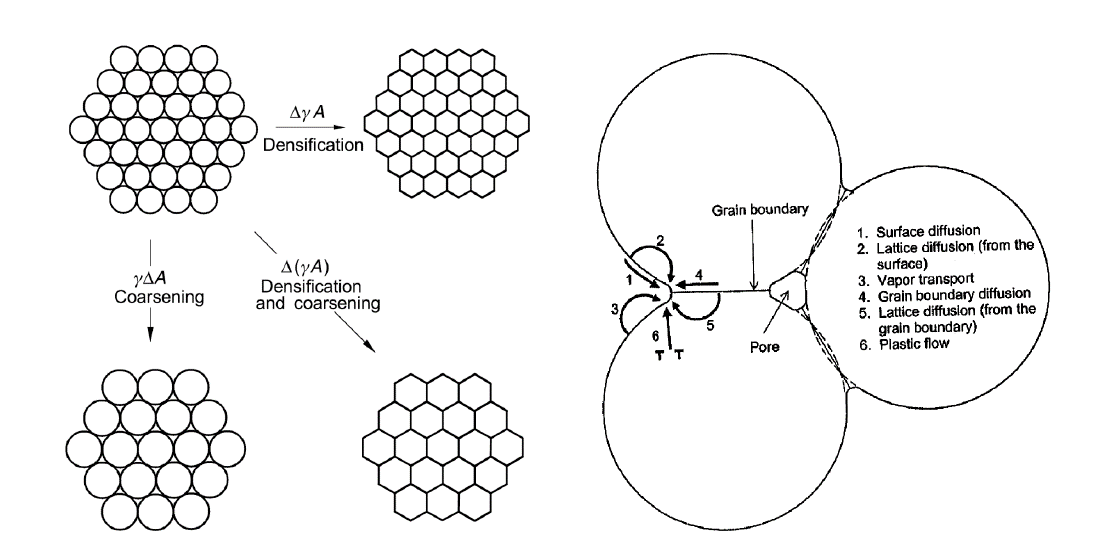 ΔγA
Densification
γΔA
Coarsening
Δ(γA)
Densification
and coarsening
Grain boundary
1
2
3
4
5
6
T T
Pore
1. Surface diffusion
2. Lattice diffusion (from the
surface)
3. Vapor transport
4. Grain boundary diffusion
5. Lattice diffusion (from the
grain boundary)
6. Plastic flow